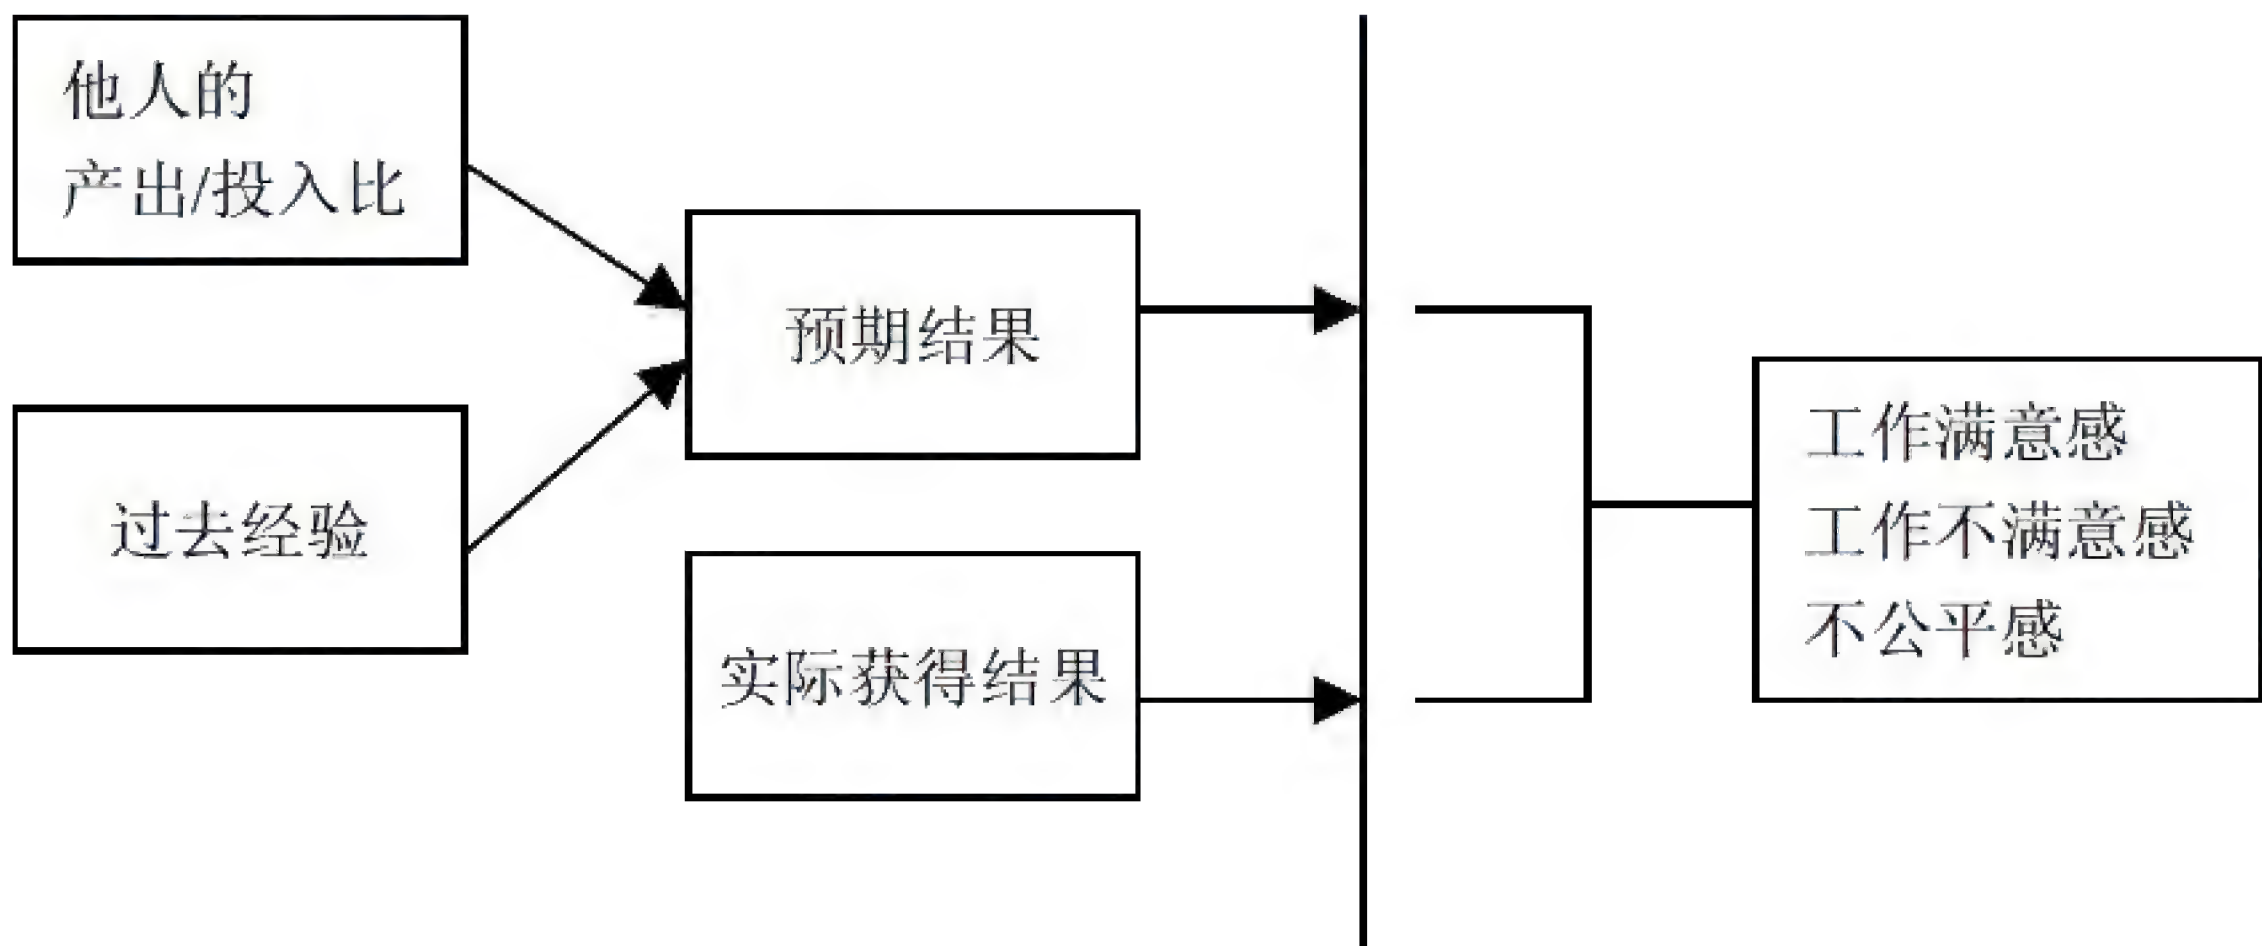 他人的
产出/投入比
过去经验
预期结果
实际获得结果
工作满意感
工作不满意感
不公平感